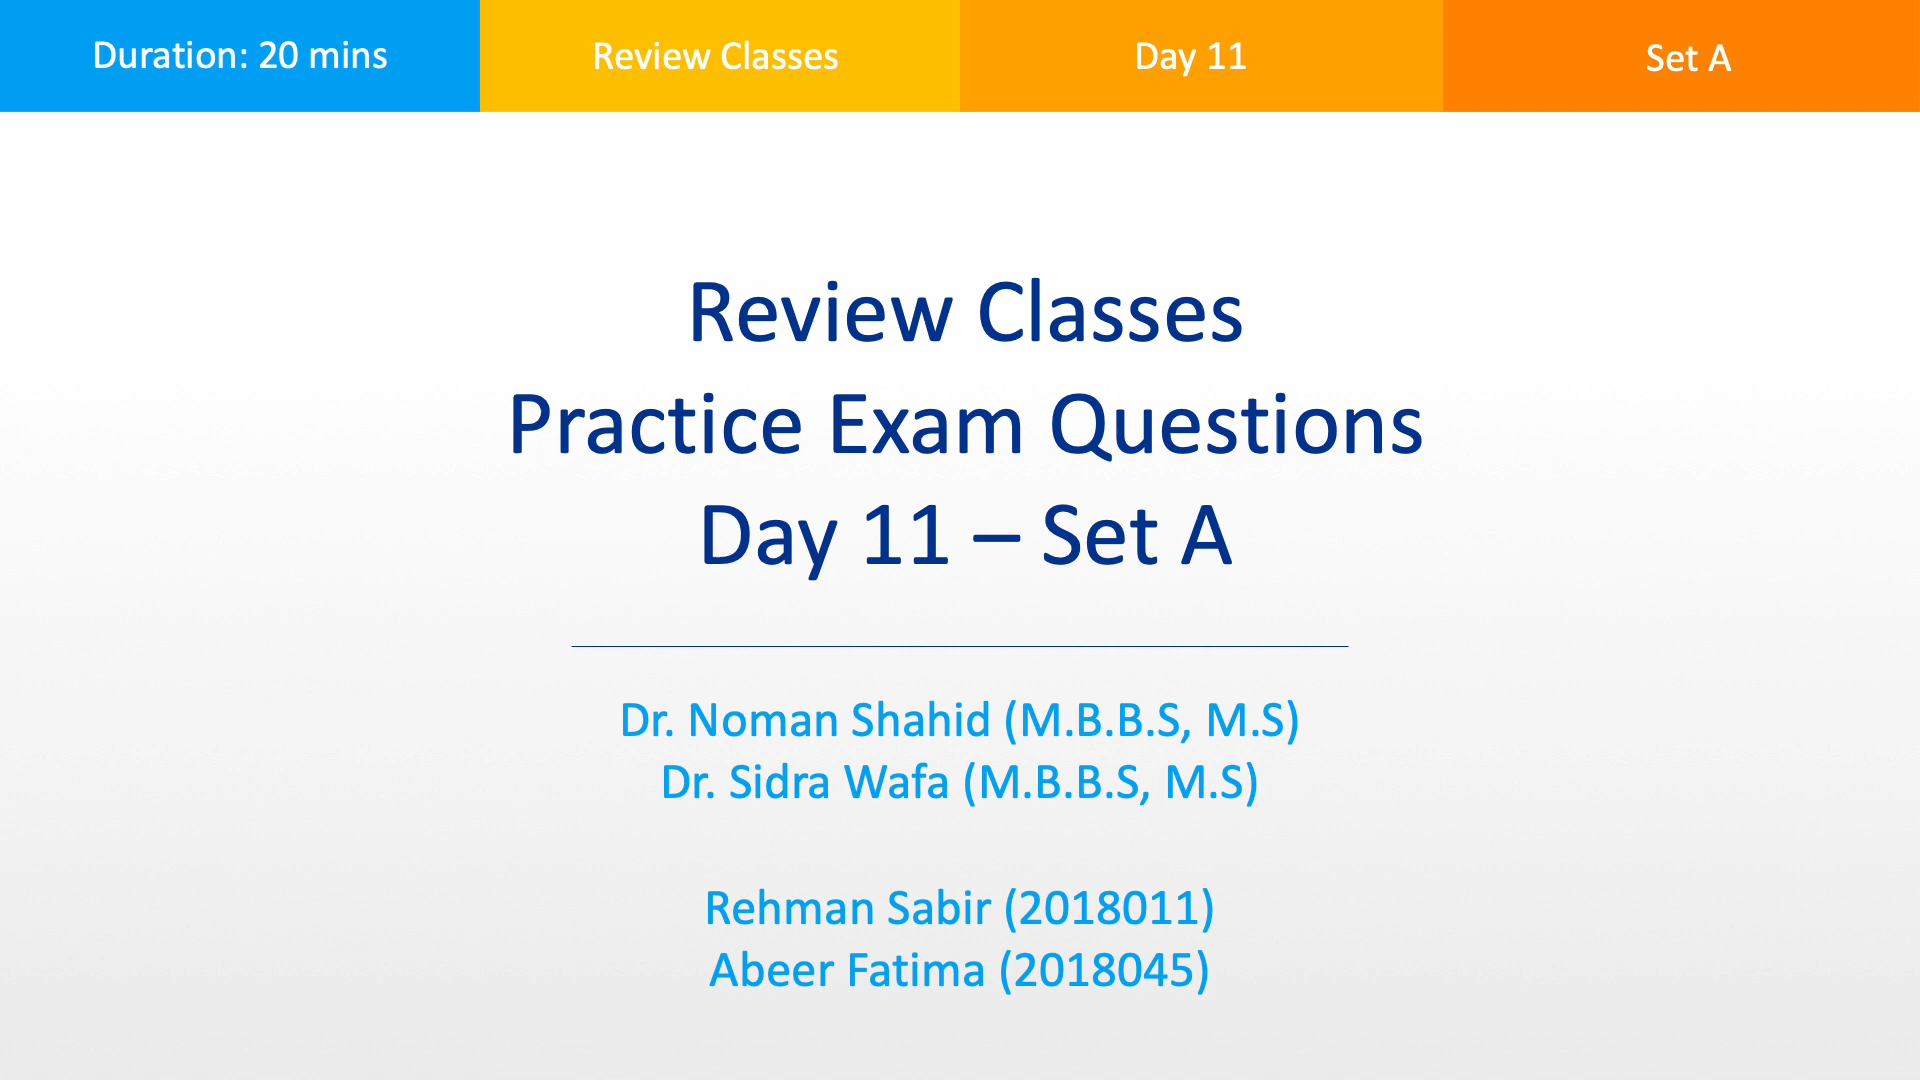 Duration: 20 mins
Review Classes
Day 11
Set A
Review Classes
Practice Exam Questions
Day 11 – Set A
Dr. Noman Shahid (M.B.B.S, M.S)
Dr. Sidra Wafa (M.B.B.S, M.S)
Rehman Sabir (2018011)
Abeer Fatima (2018045)